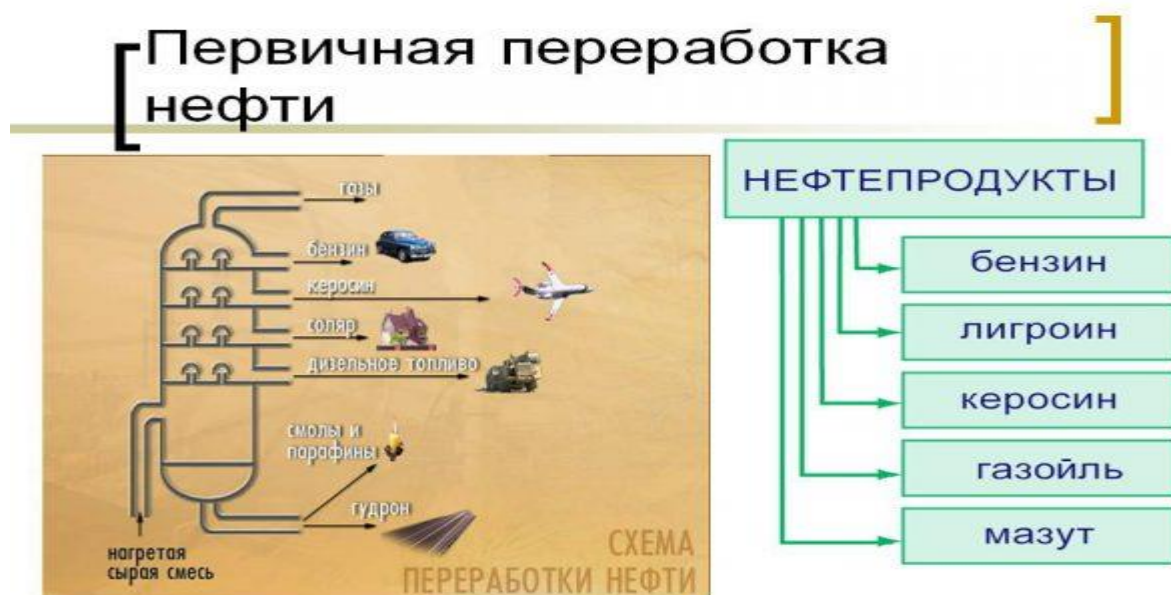 Первичная переработка
нефти
газы
бензин
керосин
соляр
дизельное топливо
смолы и
парафины
гудрон
нагретая
сырая смесь
СХЕМА
ПЕРЕРАБОТКИ НЕФТИ
НЕФТЕПРОДУКТЫ
бензин
лигроин
керосин
газойль
мазут